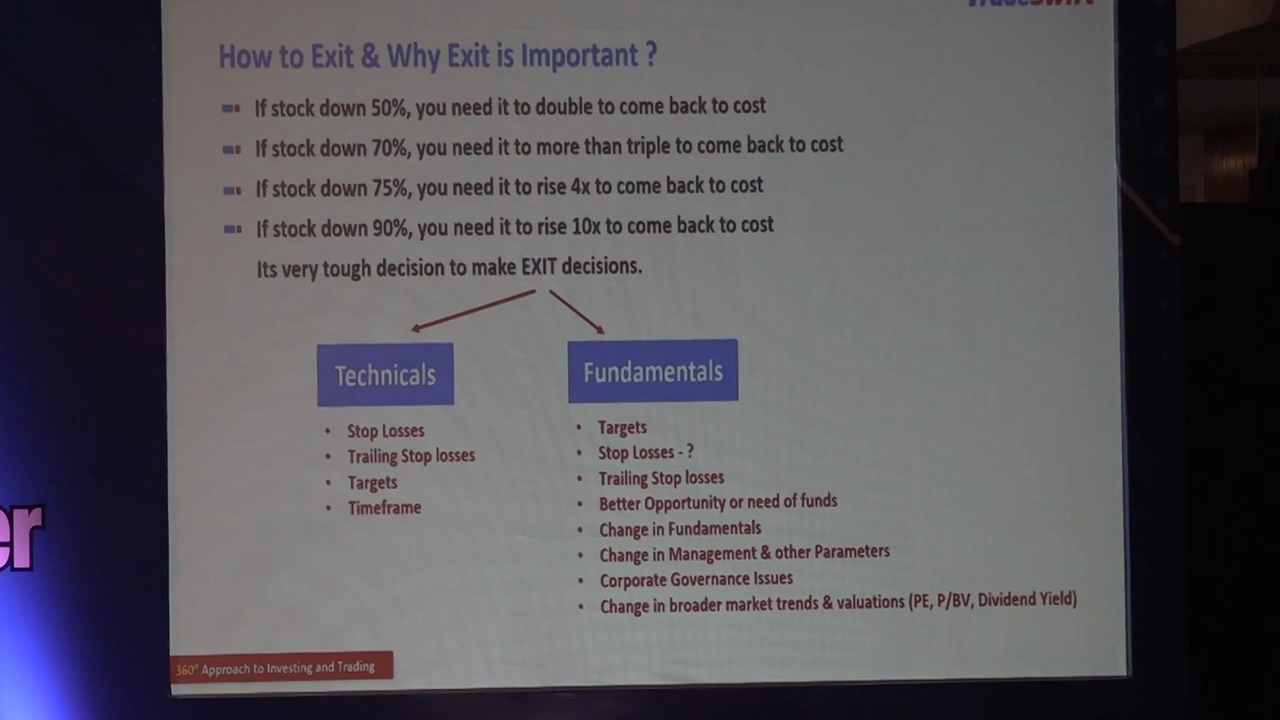 TradeSwift
How to Exit & Why Exit is Important ?
If stock down 50%, you need it to double to come back to cost
If stock down 70%, you need it to more than triple to come back to cost
If stock down 75%, you need it to rise 4x to come back to cost
If stock down 90%, you need it to rise 10x to come back to cost
Its very tough decision to make EXIT decisions.
Technicals
• Stop Losses
• Trailing Stop losses
• Targets
• Timeframe
Fundamentals
• Targets
• Stop Losses - ?
• Trailing Stop losses
• Better Opportunity or need of funds
• Change in Fundamentals
• Change in Management & other Parameters
• Corporate Governance Issues
• Change in broader market trends & valuations (PE, P/BV, Dividend Yield)
er
360° Approach to Investing and Trading